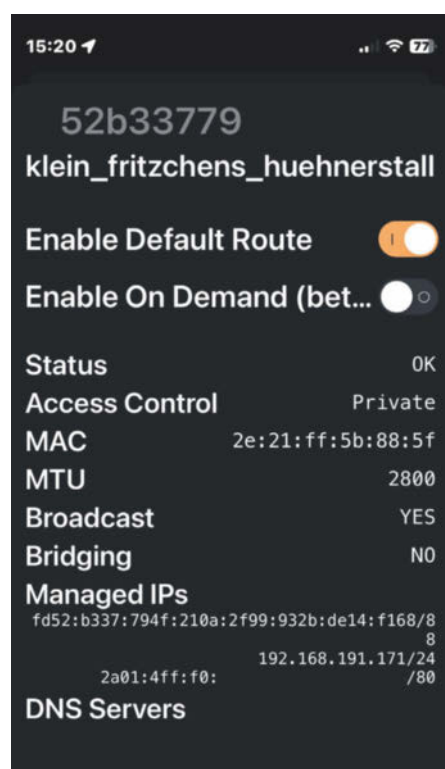 15:20
77
52b33779
klein_fritzchens_huehnerstall
Enable Default Route
Enable On Demand (bet...
Status OK
Access Control Private
MAC 2e:21:ff:5b:88:5f
MTU 2800
Broadcast YES
Bridging NO
Managed IPs
fd52:b337:794f:210a:2f99:932b:de14:f168/8
8
192.168.191.171/24
2a01:4ff:f0: /80
DNS Servers